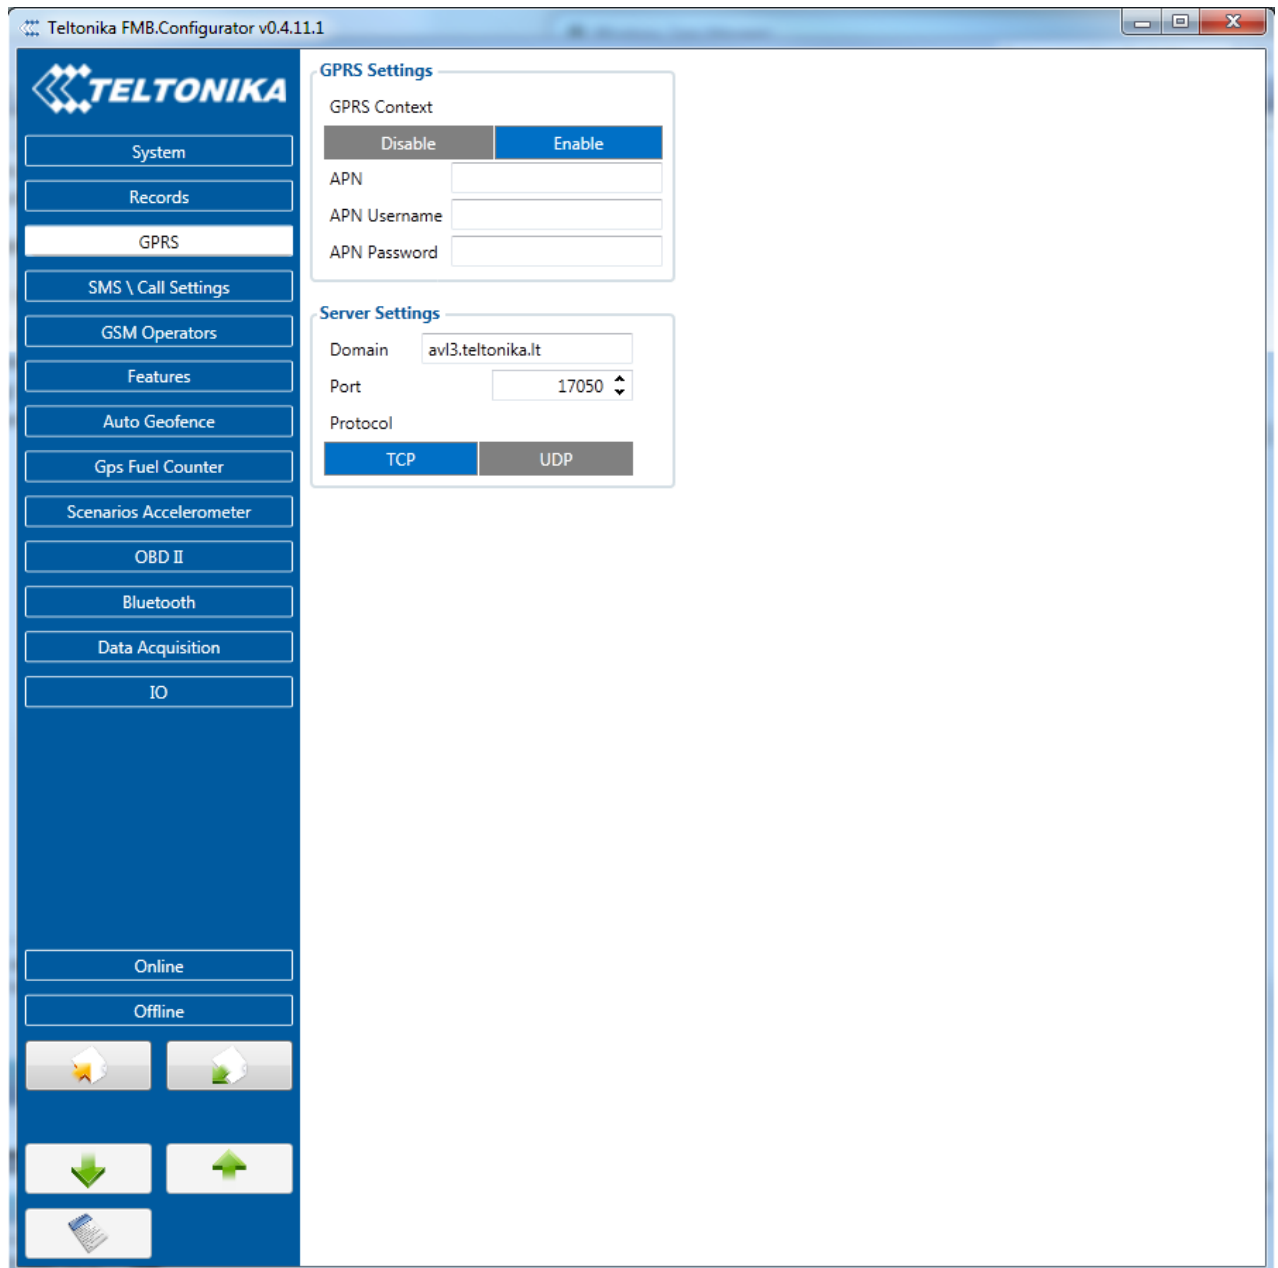 Teltonika FMB.Configurator v0.4.11.1
TELTONIKA
System
Records
GPRS
SMS \ Call Settings
GSM Operators
Features
Auto Geofence
Gps Fuel Counter
Scenarios Accelerometer
OBD II
Bluetooth
Data Acquisition
IO
Online
Offline
GPRS Settings
GPRS Context
Disable Enable
APN
APN Username
APN Password
Server Settings
Domain avl3.teltonika.lt
Port 17050
Protocol
TCP UDP